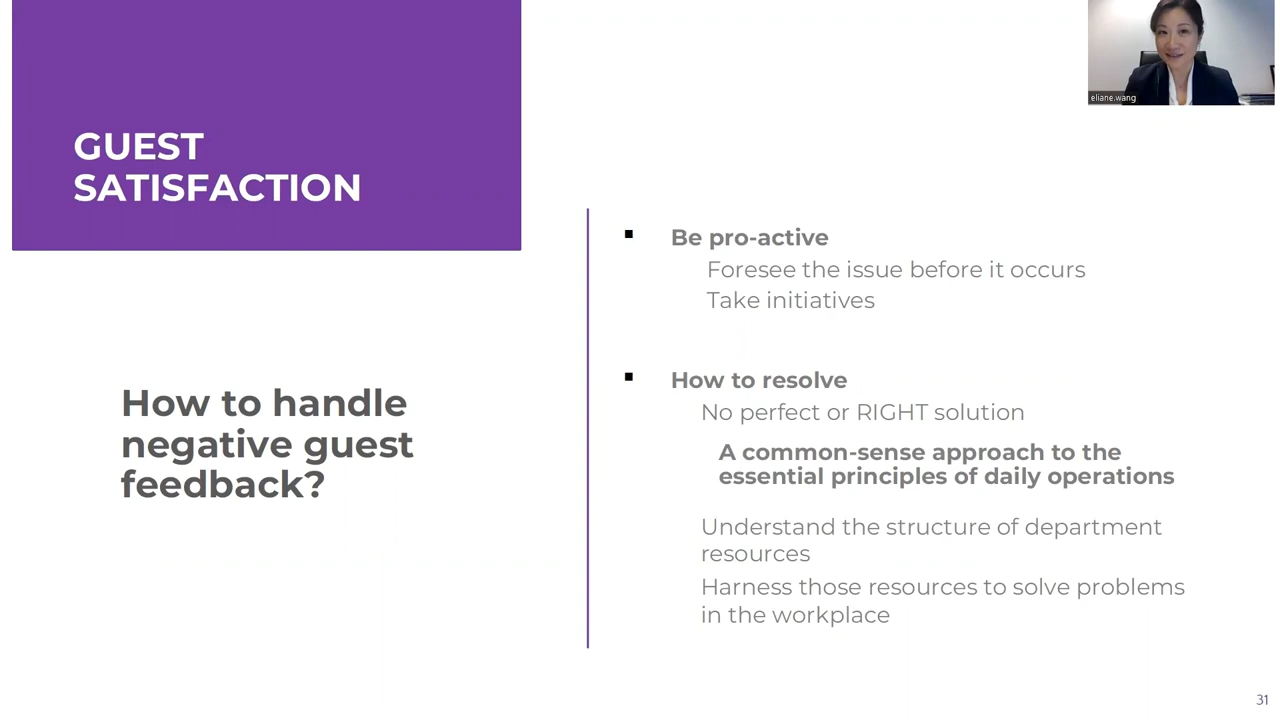 GUEST
SATISFACTION
eliane.wang
How to handle
negative guest
feedback?
Be pro-active
Foresee the issue before it occurs
Take initiatives
How to resolve
No perfect or RIGHT solution
A common-sense approach to the
essential principles of daily operations
Understand the structure of department
resources
Harness those resources to solve problems
in the workplace
31